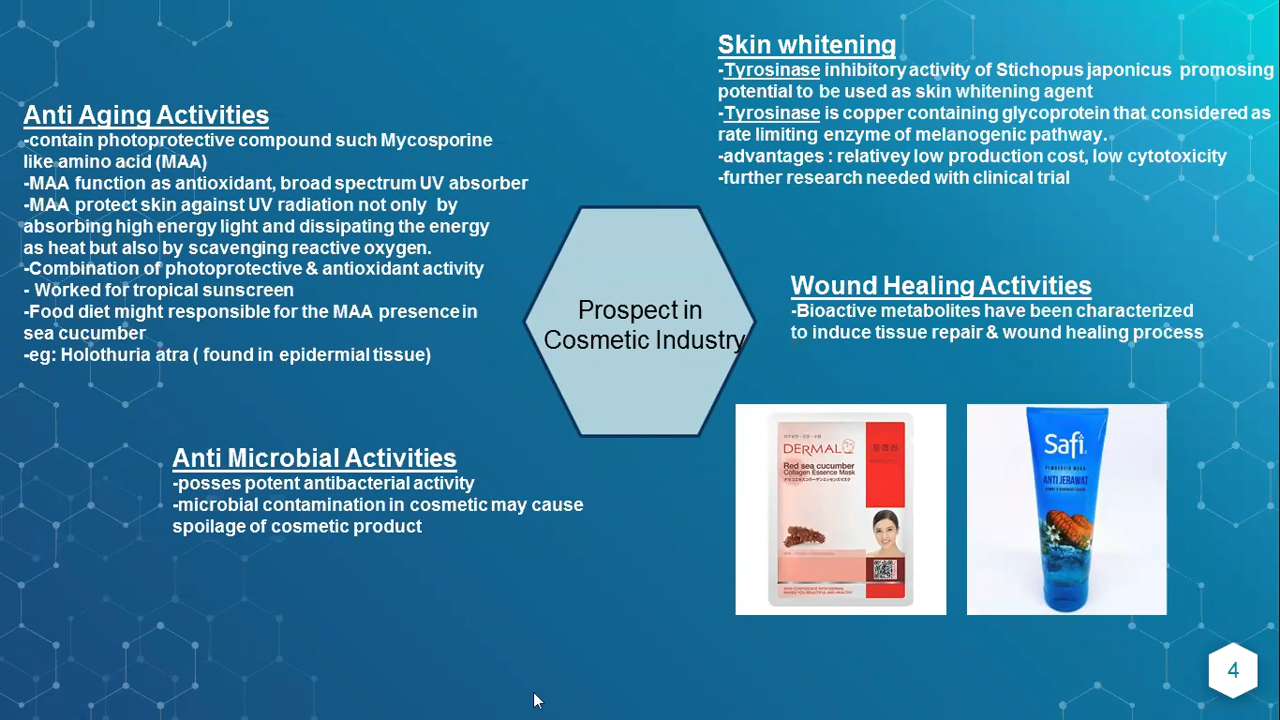 Skin whitening
-Tyrosinase inhibitory activity of Stichopus japonicus promosing
potential to be used as skin whitening agent
-Tyrosinase is copper containing glycoprotein that considered as
rate limiting enzyme of melanogenic pathway.
-advantages : relativey low production cost, low cytotoxicity
-further research needed with clinical trial
Anti Aging Activities
-contain photoprotective compound such Mycosporine
like amino acid (MAA)
-MAA function as antioxidant, broad spectrum UV absorber
-MAA protect skin against UV radiation not only by
absorbing high energy light and dissipating the energy
as heat but also by scavenging reactive oxygen.
-Combination of photoprotective & antioxidant activity
- Worked for tropical sunscreen
-Food diet might responsible for the MAA presence in
sea cucumber
-eg: Holothuria atra ( found in epidermial tissue)
Prospect in
Cosmetic Industry
Wound Healing Activities
-Bioactive metabolites have been characterized
to induce tissue repair & wound healing process
Anti Microbial Activities
-posses potent antibacterial activity
-microbial contamination in cosmetic may cause
spoilage of cosmetic product
DERMAL
Red sea cucumber
Collagen Essence Mask
Safi
PEMBERSIH MUKA
ANTI JERAWAT
4